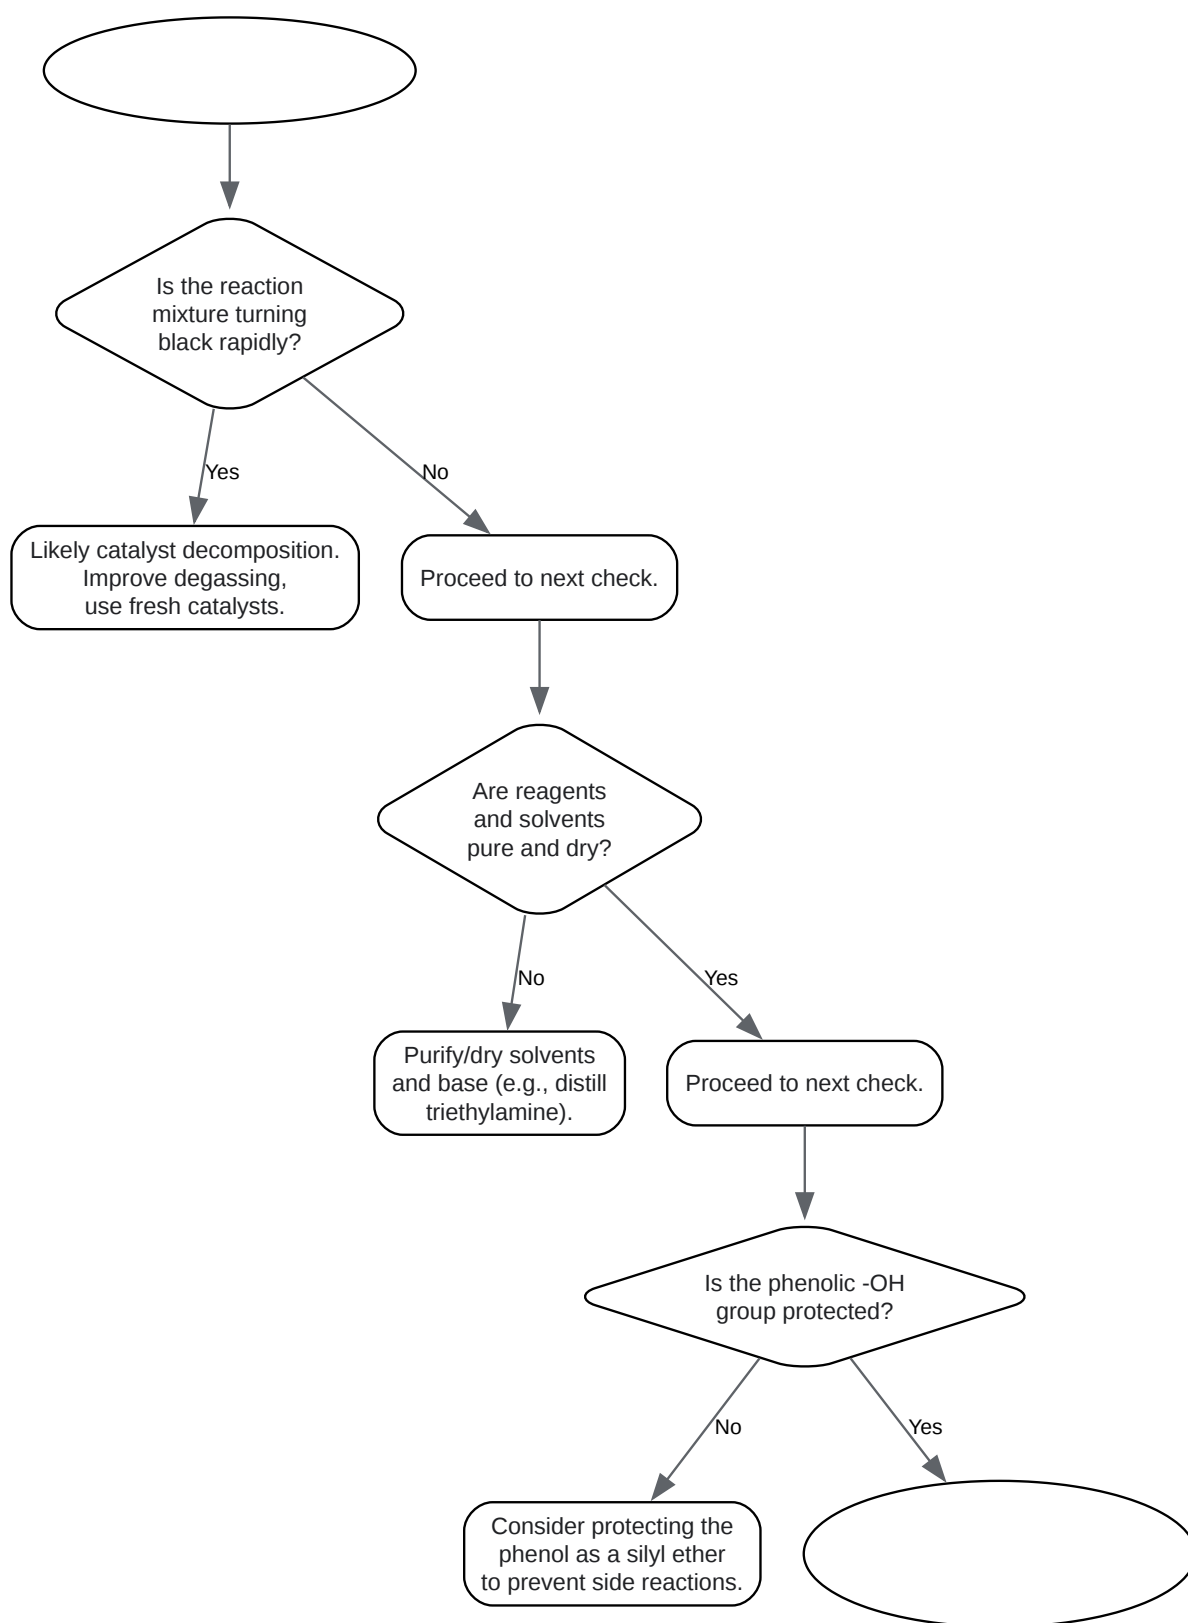 Is the reaction
mixture turning
black rapidly?
Yes
No
Likely catalyst decomposition.
Improve degassing,
use fresh catalysts.
Proceed to next check.
Are reagents
and solvents
pure and dry?
No
Yes
Purify/dry solvents
and base (e.g., distill
triethylamine).
Proceed to next check.
Is the phenolic -OH
group protected?
No
Yes
Consider protecting the
phenol as a silyl ether
to prevent side reactions.